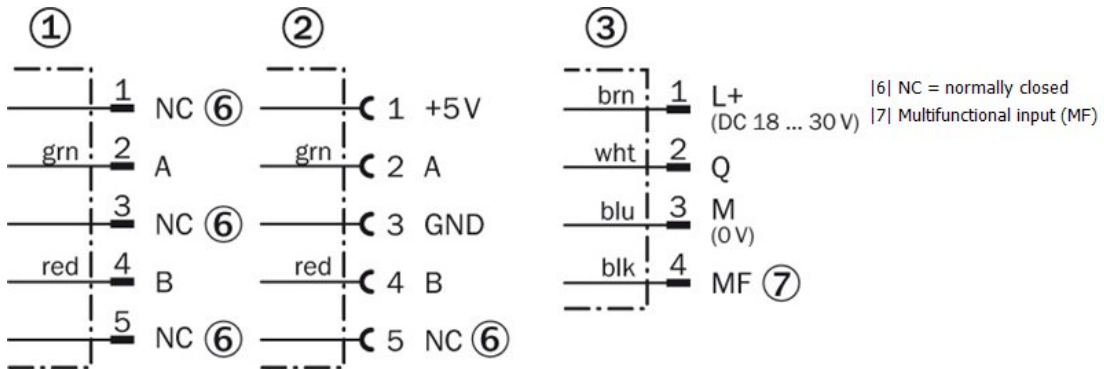 ①
1 NC ⑥
grn 2 A
3 NC ⑥
red 4 B
5 NC ⑥
②
1 +5V
grn 2 A
3 GND
red 4 B
5 NC ⑥
③
brn 1 L+
(DC 18 ... 30 V)
wht 2 Q
blu 3 M
(0 V)
blk 4 MF ⑦
|6| NC = normally closed
|7| Multifunctional input (MF)